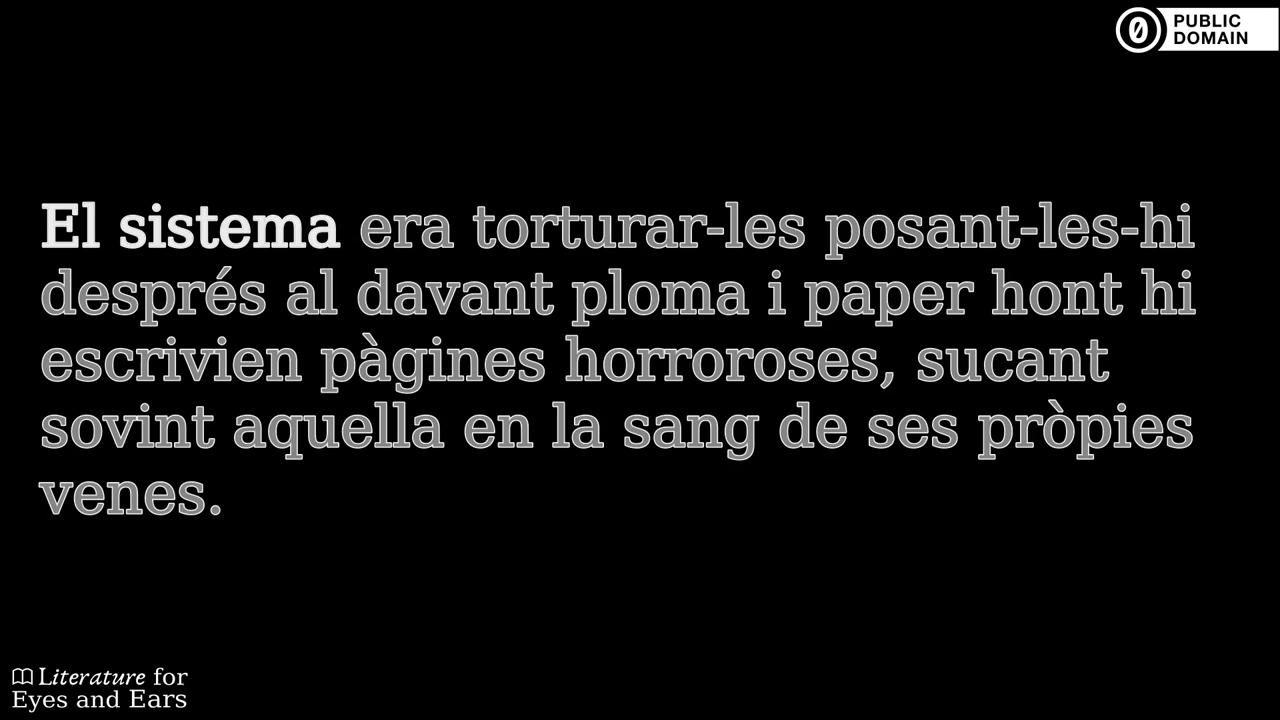 PUBLIC
DOMAIN
El sistema era torturar-les posant-les-hi
després al davant ploma i paper hont hi
escrivien pàgines horroroses, sucant
sovint aquella en la sang de ses pròpies
venes.
Literature for
Eyes and Ears